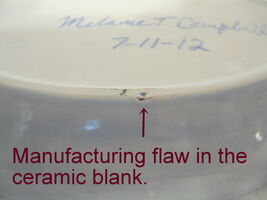 Melanie T. Campbell
7-11-12
Manufacturing flaw in the
ceramic blank.